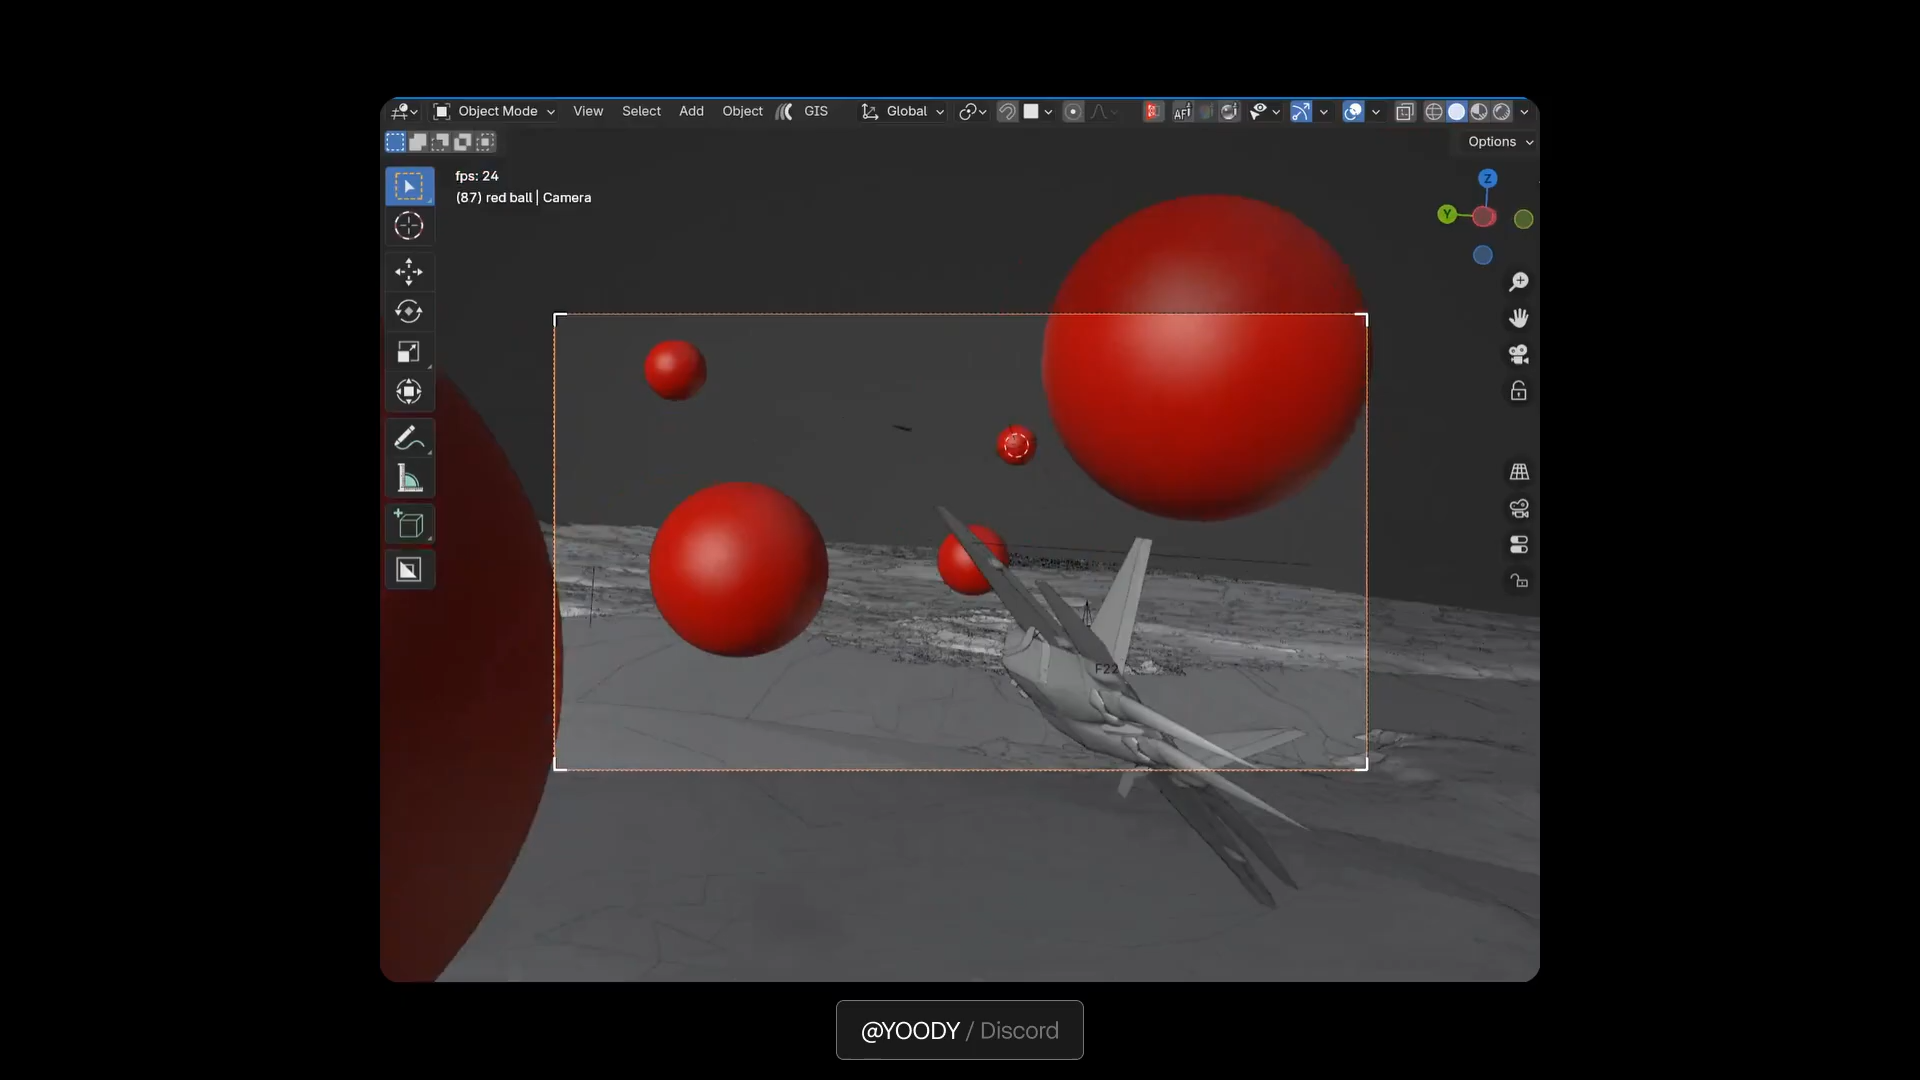 Object Mode View Select Add Object GIS Global
Options
fps: 24
(87) red ball | Camera
Z
Y
F22
@YOODY / Discord